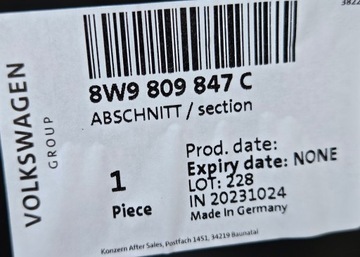 3822
VOLKSWAGEN
GROUP
8W9 809 847 C
ABSCHNITT / section
1
Piece
Prod. date:
Expiry date: NONE
LOT: 228
IN 20231024
Made in Germany
Konzern After Sales, Postfach 1451, 34219 Baunatal